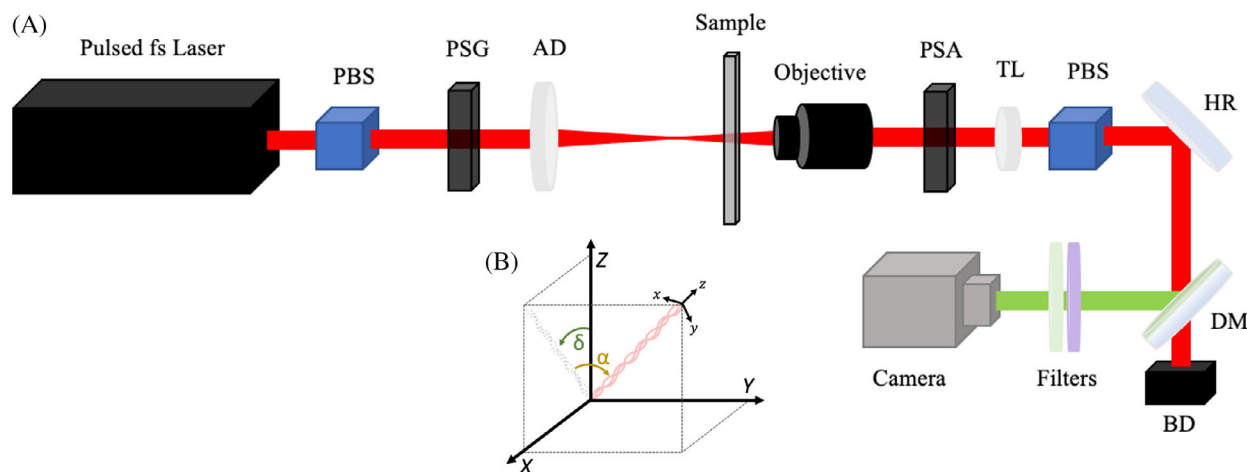 (A)
Pulsed fs Laser
PBS
PSG
AD
Sample
Objective
PSA
TL
PBS
HR
(B)
Z
x
z
y
δ
α
Y
X
Camera
Filters
DM
BD